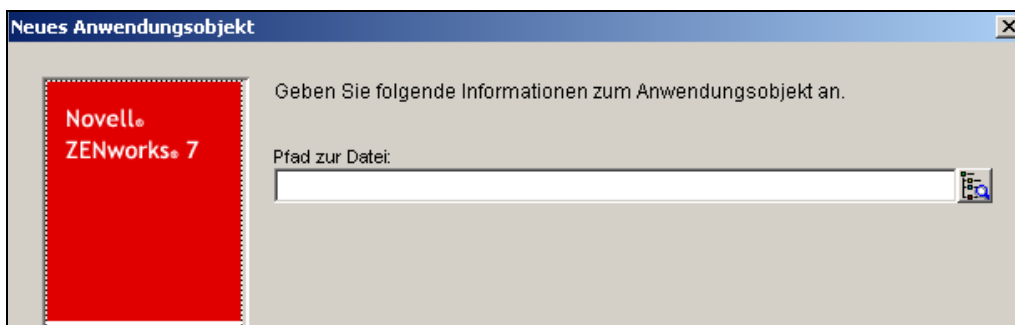 Neues Anwendungsobjekt
Novell®
ZENworks® 7
Geben Sie folgende Informationen zum Anwendungsobjekt an.
Pfad zur Datei: